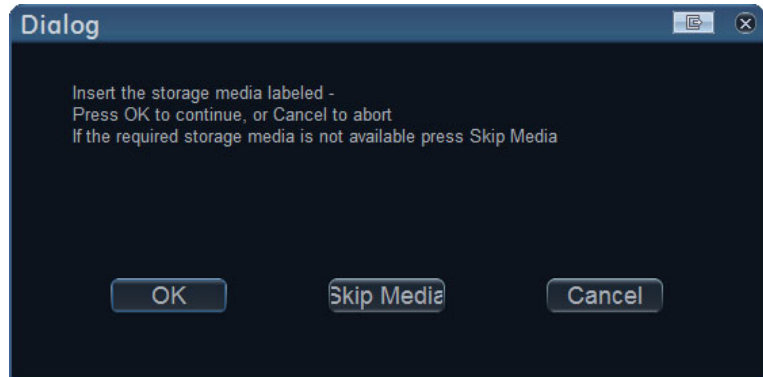 Dialog
Insert the storage media labeled -
Press OK to continue, or Cancel to abort
If the required storage media is not available press Skip Media
OK
Skip Media
Cancel